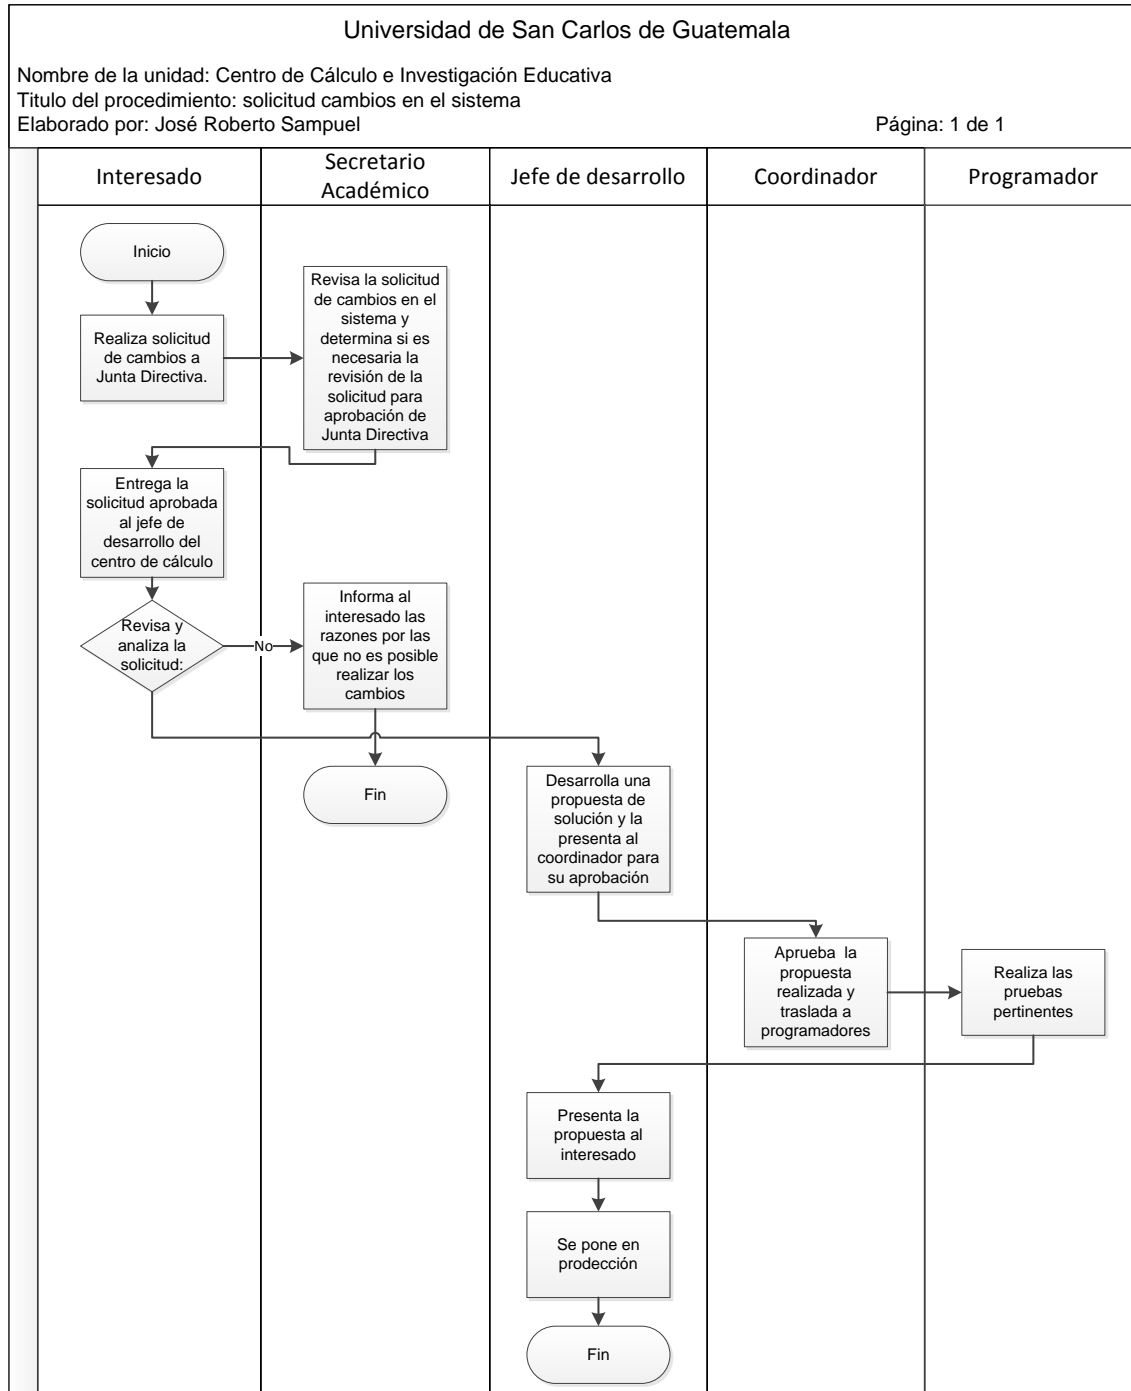 Universidad de San Carlos de Guatemala
Nombre de la unidad: Centro de Cálculo e Investigación Educativa
Titulo del procedimiento: solicitud cambios en el sistema
Elaborado por: José Roberto Sampuel
Página: 1 de 1
Interesado
Secretario
Académico
Jefe de desarrollo
Coordinador
Programador
Inicio
Realiza solicitud
de cambios a
Junta Directiva.
Revisa la solicitud
de cambios en el
sistema y
determina si es
necesaria la
revisión de la
solicitud para
aprobación de
Junta Directiva
Entrega la
solicitud aprobada
al jefe de
desarrollo del
centro de cálculo
Revisa y
analiza la
solicitud:
No
Informa al
interesado las
razones por las
que no es posible
realizar los
cambios
Fin
Desarrolla una
propuesta de
solución y la
presenta al
coordinador para
su aprobación
Aprueba  la
propuesta
realizada y
traslada a
programadores
Realiza las
pruebas
pertinentes
Presenta la
propuesta al
interesado
Se pone en
prodección
Fin